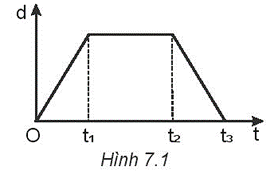 d
O t₁ t₂ t₃ t
Hình 7.1